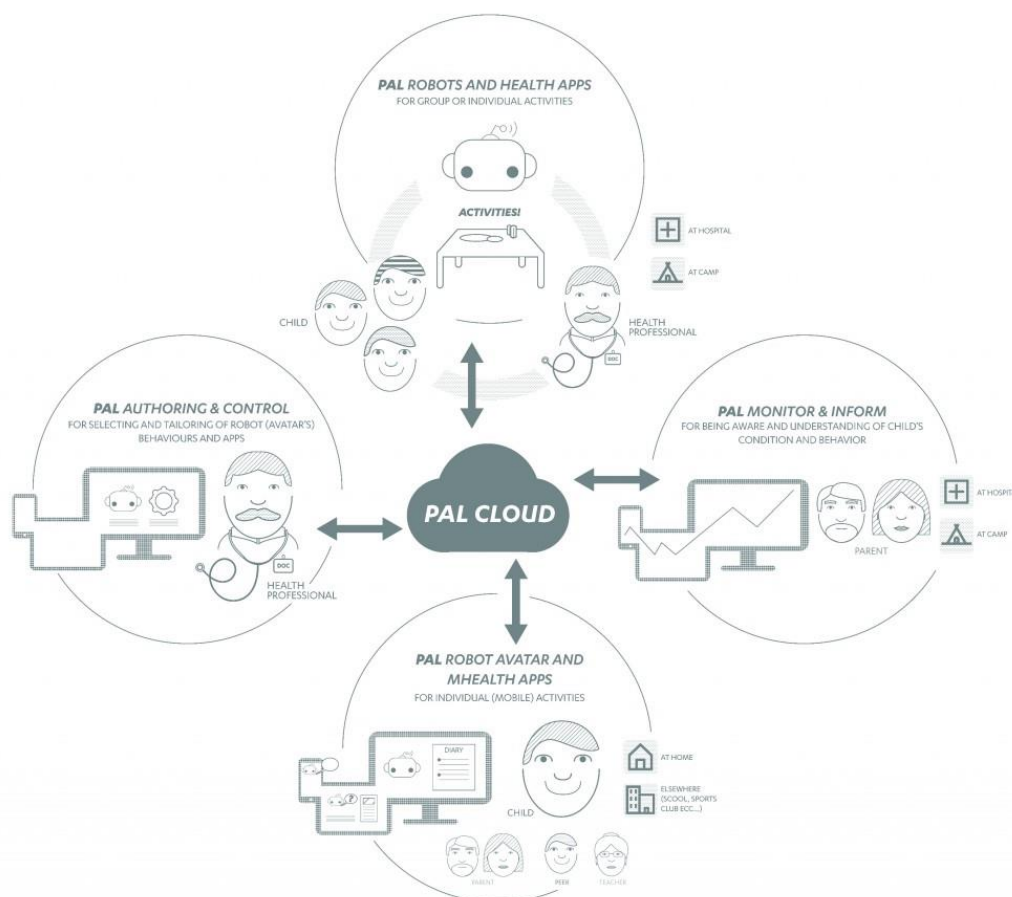 PAL ROBOTS AND HEALTH APPS
FOR GROUP OR INDIVIDUAL ACTIVITIES
ACTIVITIES!
AT HOSPITAL
AT CAMP
CHILD
HEALTH
PROFESSIONAL
DOC
PAL AUTHORING & CONTROL
FOR SELECTING AND TAILORING OF ROBOT (AVATAR'S)
BEHAVIOURS AND APPS
DOC
HEALTH
PROFESSIONAL
PAL CLOUD
PAL MONITOR & INFORM
FOR BEING AWARE AND UNDERSTANDING OF CHILD'S
CONDITION AND BEHAVIOR
PARENT
AT HOSPIT
AT CAMP
PAL ROBOT AVATAR AND
MHEALTH APPS
FOR INDIVIDUAL (MOBILE) ACTIVITIES
DIARY
?
CHILD
AT HOME
ELSEWHERE
(SCOOL, SPORTS
CLUB ECC...)
PARENT
PEER
TEACHER